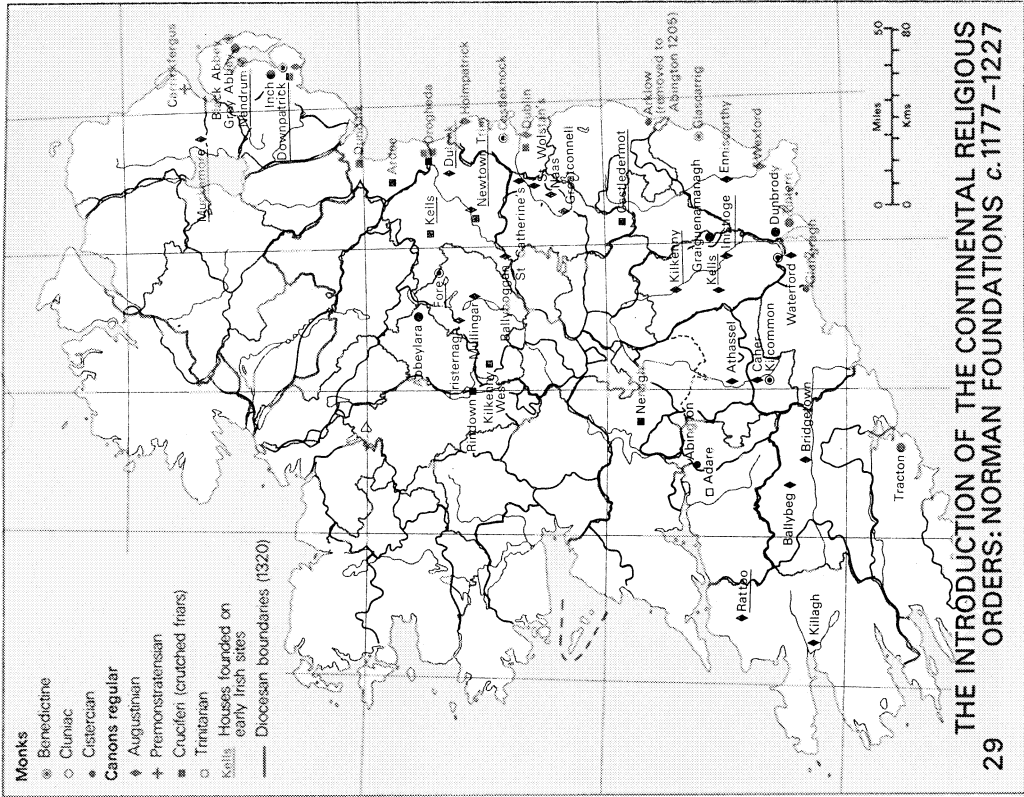 Monks
Benedictine
Cluniac
Cistercian
Canons regular
Augustinian
Premonstratensian
Cruciferi (crutched friars)
Trinitarian
Kells Houses founded on
early Irish sites
Diocesan boundaries (1320)
Carrickfergus
Black Abbey
Grey Abbey
Nendrum
Inch
Downpatrick
Muckamore
Dundalk
Ardee
Drogheda
Holmpatrick
Kells
Duleek
Newtown Trim
Castleknock
Dublin
St. Wolstan's
Naas
Greatconnell
St. Catherine's
Fore
Abbeylara
Tristernagh
Mullingar
Ballyboggan
Rindown
Kilkenny
West
Castledermot
Arklow
(removed to
Abington 1205)
Glascarrig
Kilkenny
Graiguenamanagh
Kells
Inistioge
Enniscorthy
Wexford
Dunbrody
Tintern
Waterford
Nenagh
Abington
Adare
Athassel
Caher
Kilcommon
Bridgetown
Ballybeg
Tracton
Rattoo
Killagh
Miles
0
50
0
80
Kms
29 THE INTRODUCTION OF THE CONTINENTAL RELIGIOUS
ORDERS: NORMAN FOUNDATIONS c.1177–1227